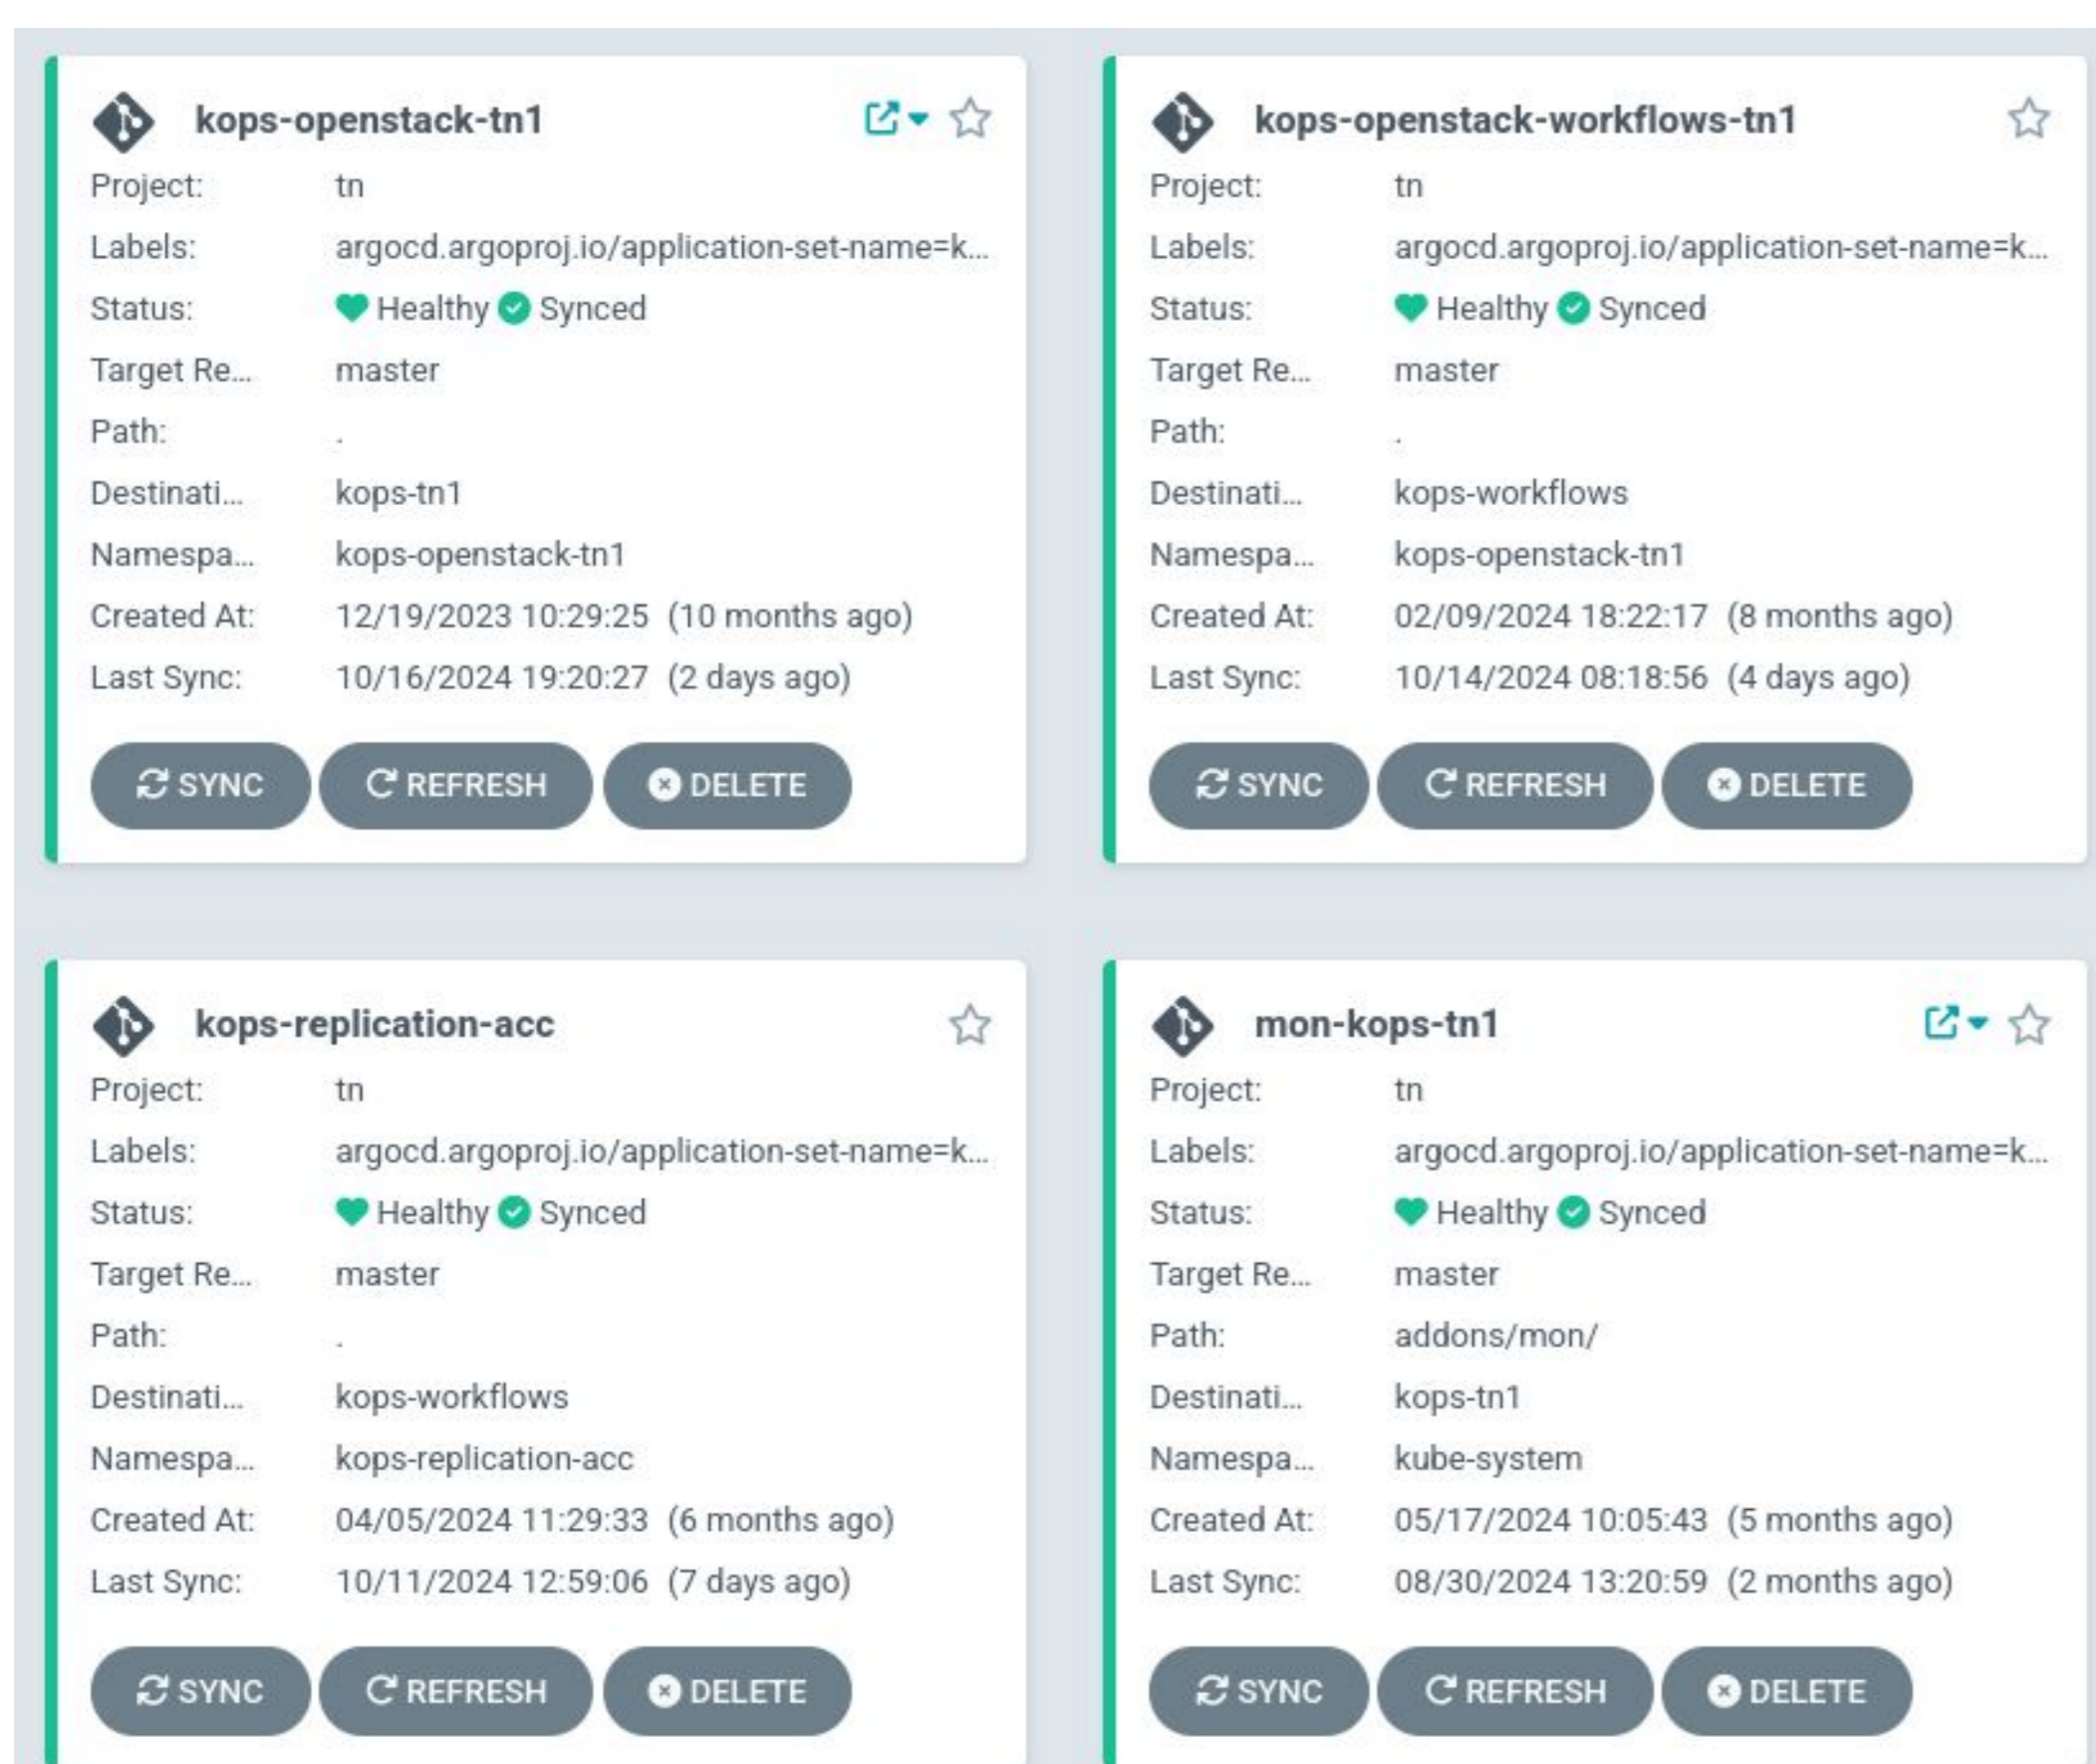 kops-openstack-tn1
Project: tn
Labels: argocd.argoproj.io/application-set-name=k...
Status: Healthy Synced
Target Re... master
Path: .
Destinati... kops-tn1
Namespa... kops-openstack-tn1
Created At: 12/19/2023 10:29:25 (10 months ago)
Last Sync: 10/16/2024 19:20:27 (2 days ago)
SYNC REFRESH DELETE
kops-openstack-workflows-tn1
Project: tn
Labels: argocd.argoproj.io/application-set-name=k...
Status: Healthy Synced
Target Re... master
Path: .
Destinati... kops-workflows
Namespa... kops-openstack-tn1
Created At: 02/09/2024 18:22:17 (8 months ago)
Last Sync: 10/14/2024 08:18:56 (4 days ago)
SYNC REFRESH DELETE
kops-replication-acc
Project: tn
Labels: argocd.argoproj.io/application-set-name=k...
Status: Healthy Synced
Target Re... master
Path: .
Destinati... kops-workflows
Namespa... kops-replication-acc
Created At: 04/05/2024 11:29:33 (6 months ago)
Last Sync: 10/11/2024 12:59:06 (7 days ago)
SYNC REFRESH DELETE
mon-kops-tn1
Project: tn
Labels: argocd.argoproj.io/application-set-name=k...
Status: Healthy Synced
Target Re... master
Path: addons/mon/
Destinati... kops-tn1
Namespa... kube-system
Created At: 05/17/2024 10:05:43 (5 months ago)
Last Sync: 08/30/2024 13:20:59 (2 months ago)
SYNC REFRESH DELETE